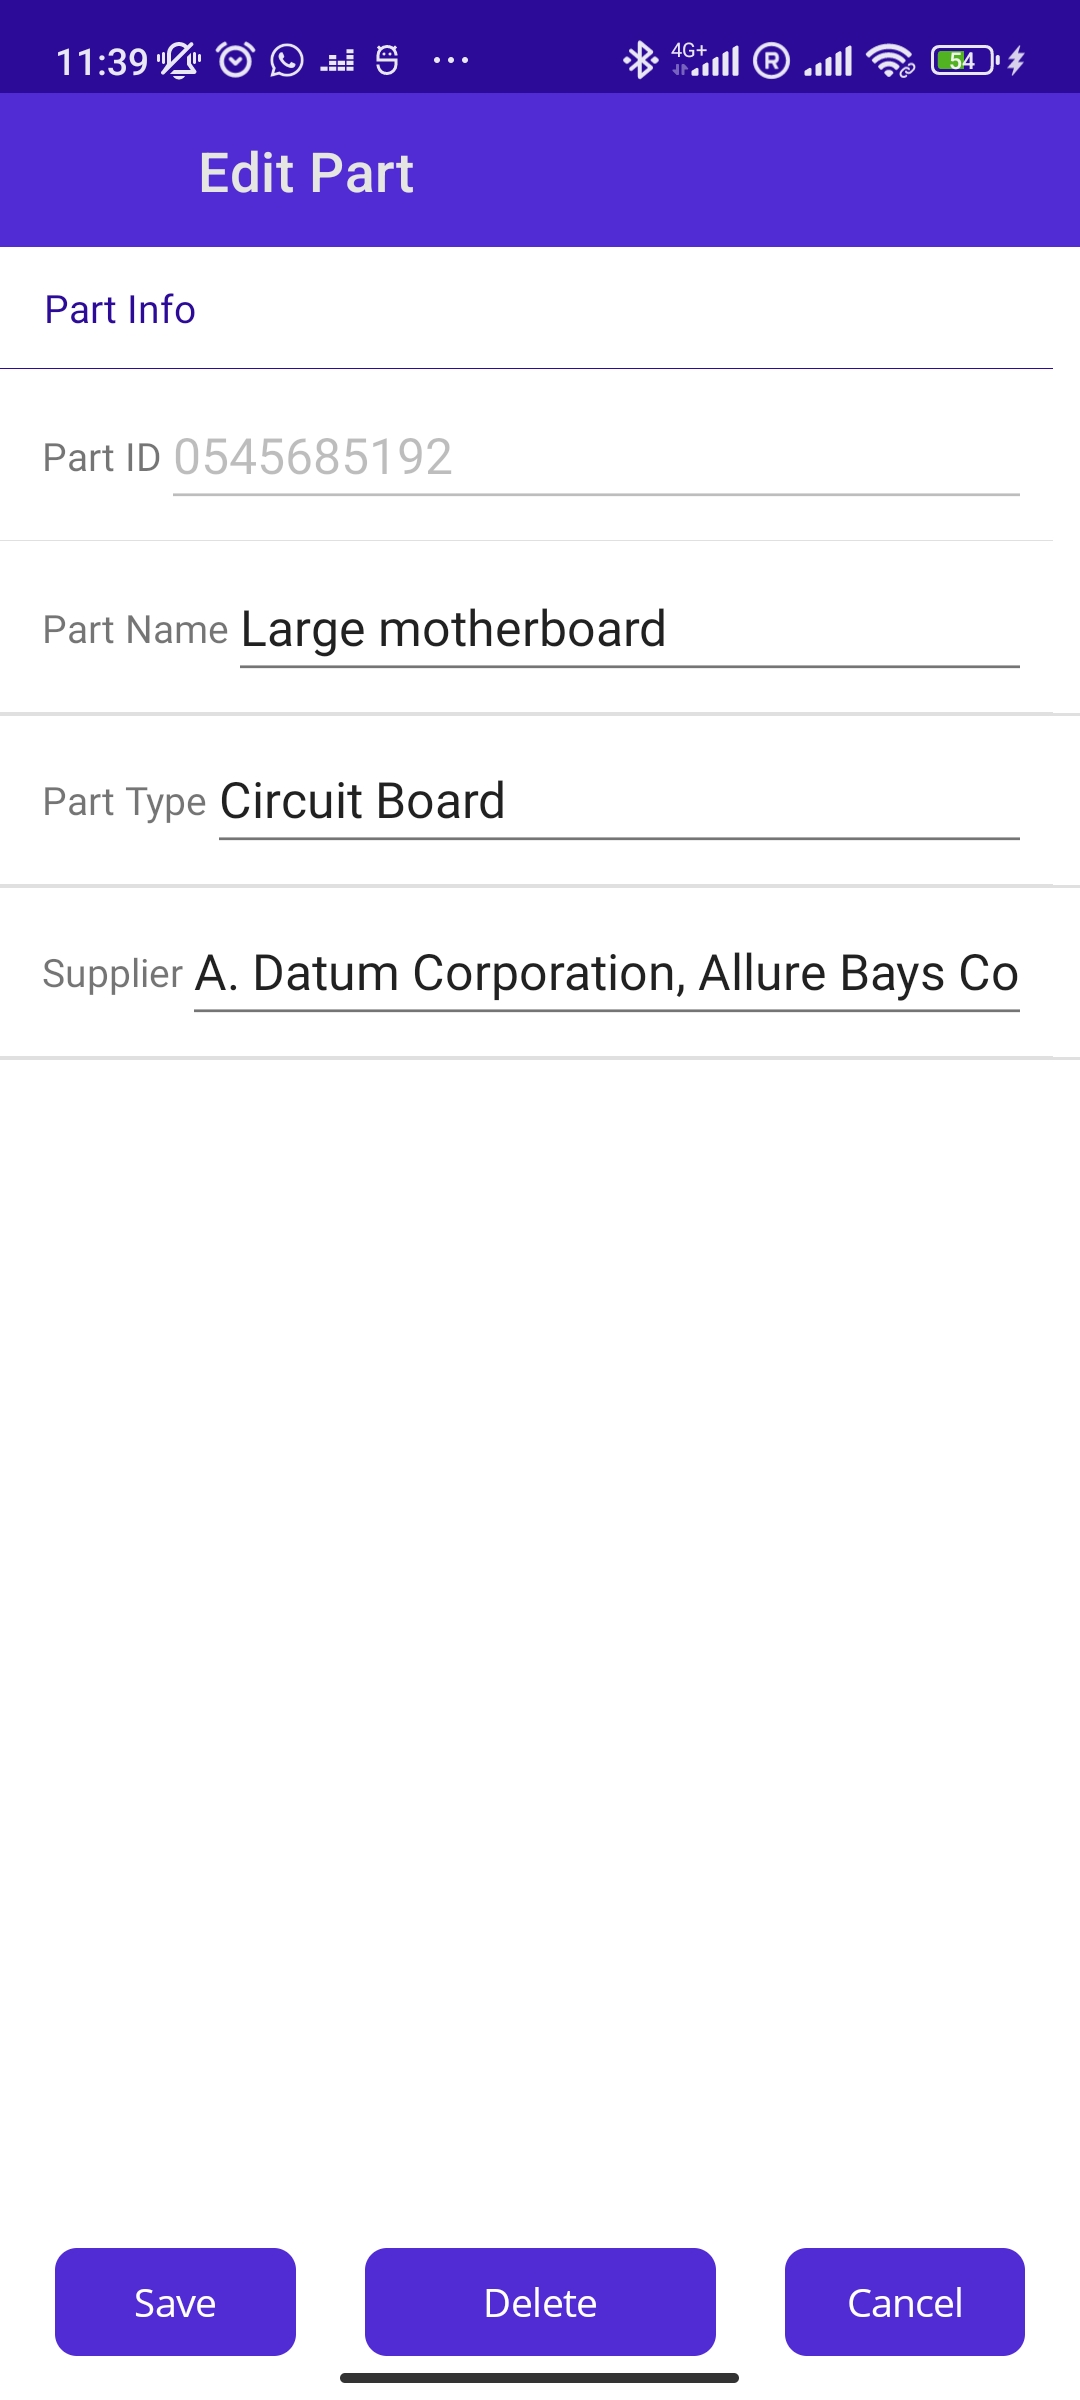 11:39 4G+ R 54
Edit Part
Part Info
Part ID 0545685192
Part Name Large motherboard
Part Type Circuit Board
Supplier A. Datum Corporation, Allure Bays Co
Save Delete Cancel